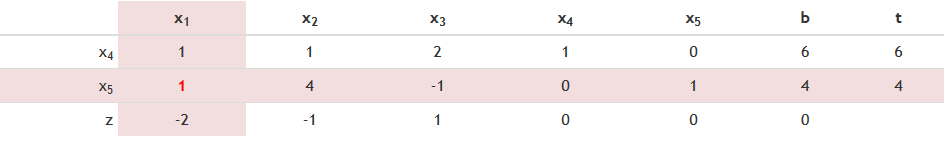 x₁ x₂ x₃ x₄ x₅ b t
x₄ 1 1 2 1 0 6 6
x₅ 1 4 -1 0 1 4 4
z -2 -1 1 0 0 0